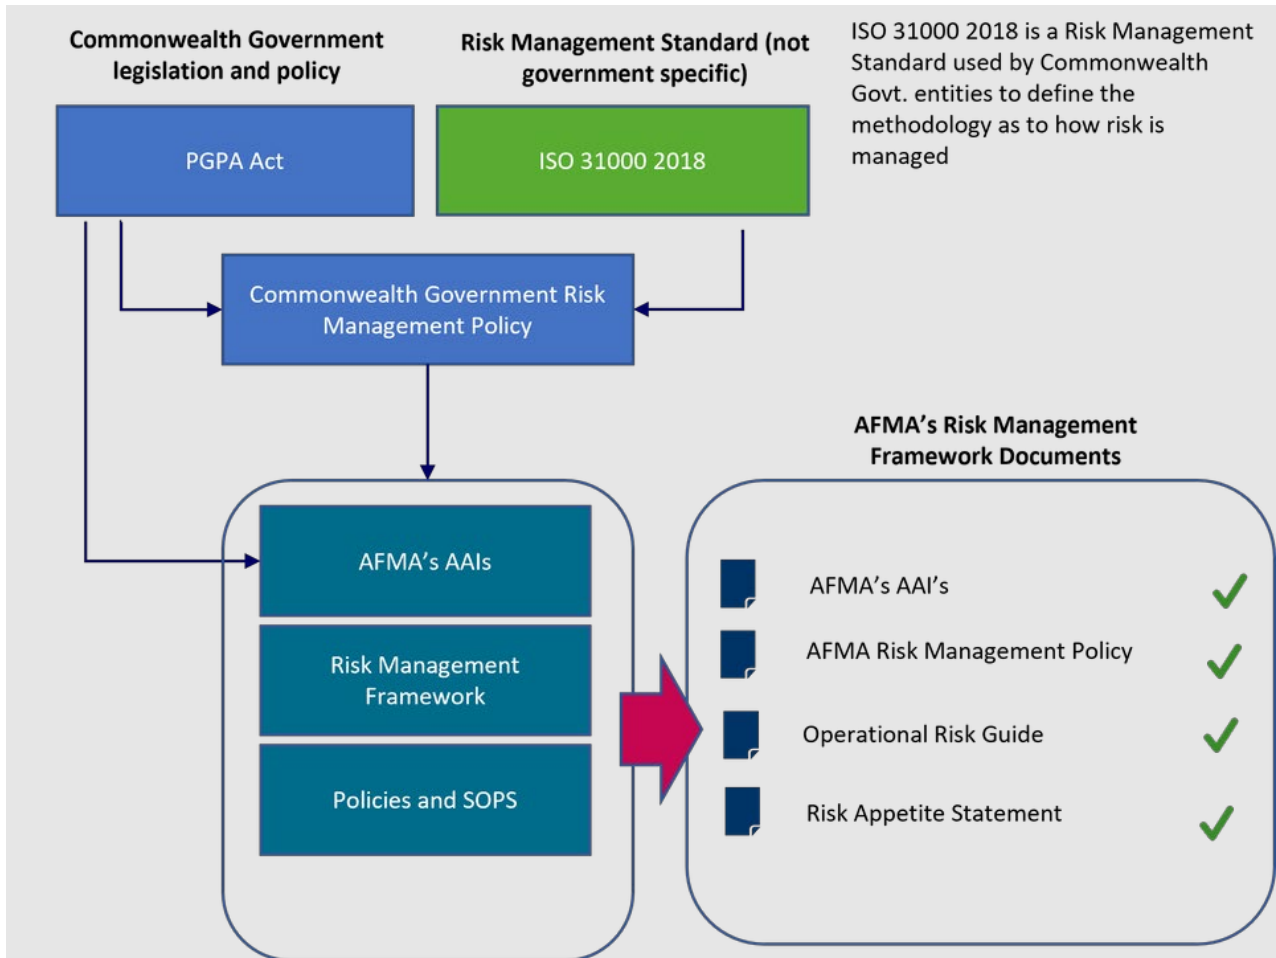 Commonwealth Government
legislation and policy
Risk Management Standard (not
government specific)
ISO 31000 2018 is a Risk Management
Standard used by Commonwealth
Govt. entities to define the
methodology as to how risk is
managed
PGPA Act
ISO 31000 2018
Commonwealth Government Risk
Management Policy
AFMA's Risk Management
Framework Documents
AFMA's AAIs
Risk Management
Framework
Policies and SOPS
AFMA's AAI's
AFMA Risk Management Policy
Operational Risk Guide
Risk Appetite Statement